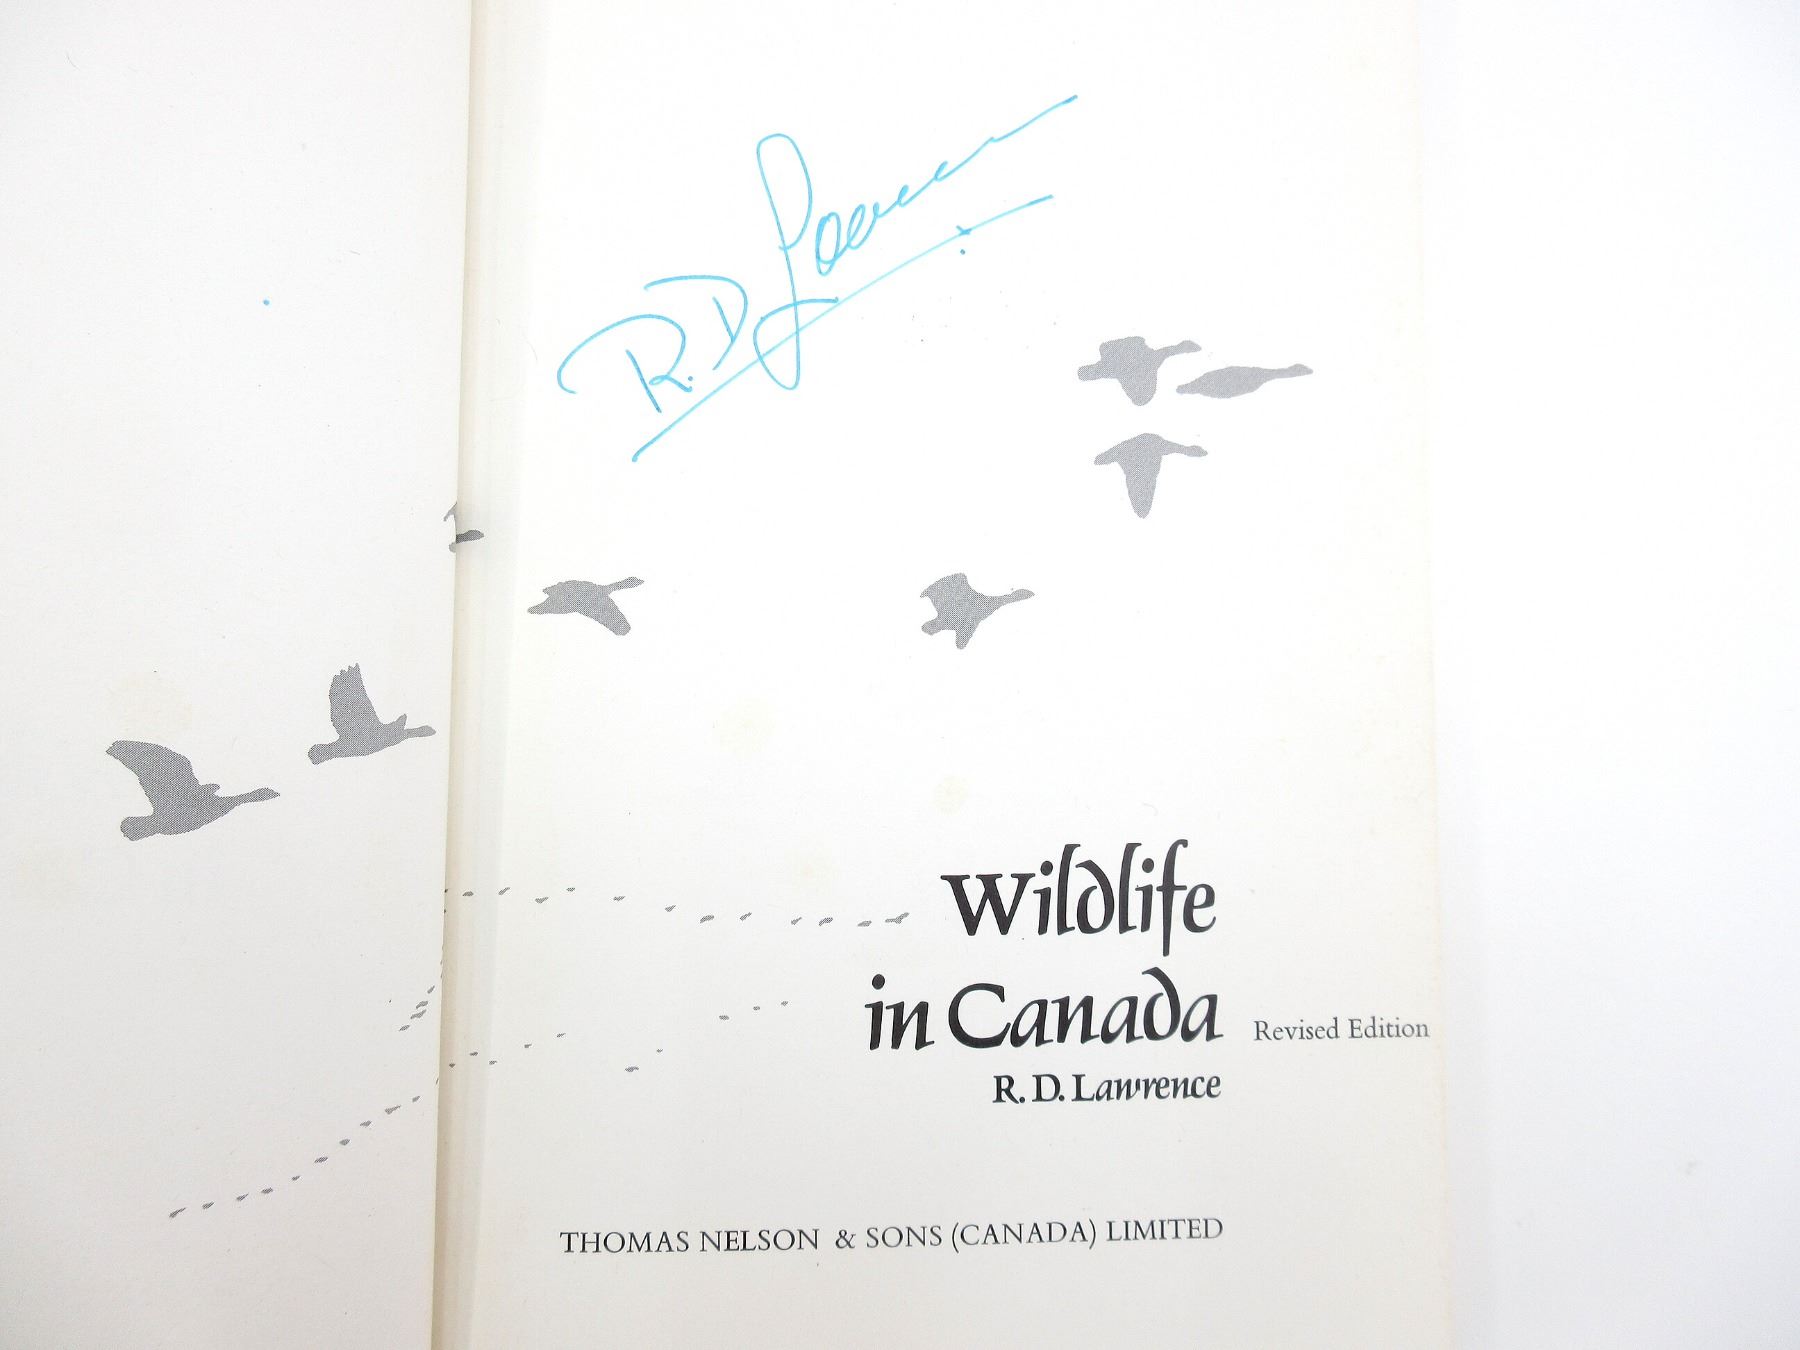 R. D. Lawrence
Wildlife
in Canada
Revised Edition
R. D. Lawrence
THOMAS NELSON & SONS (CANADA) LIMITED